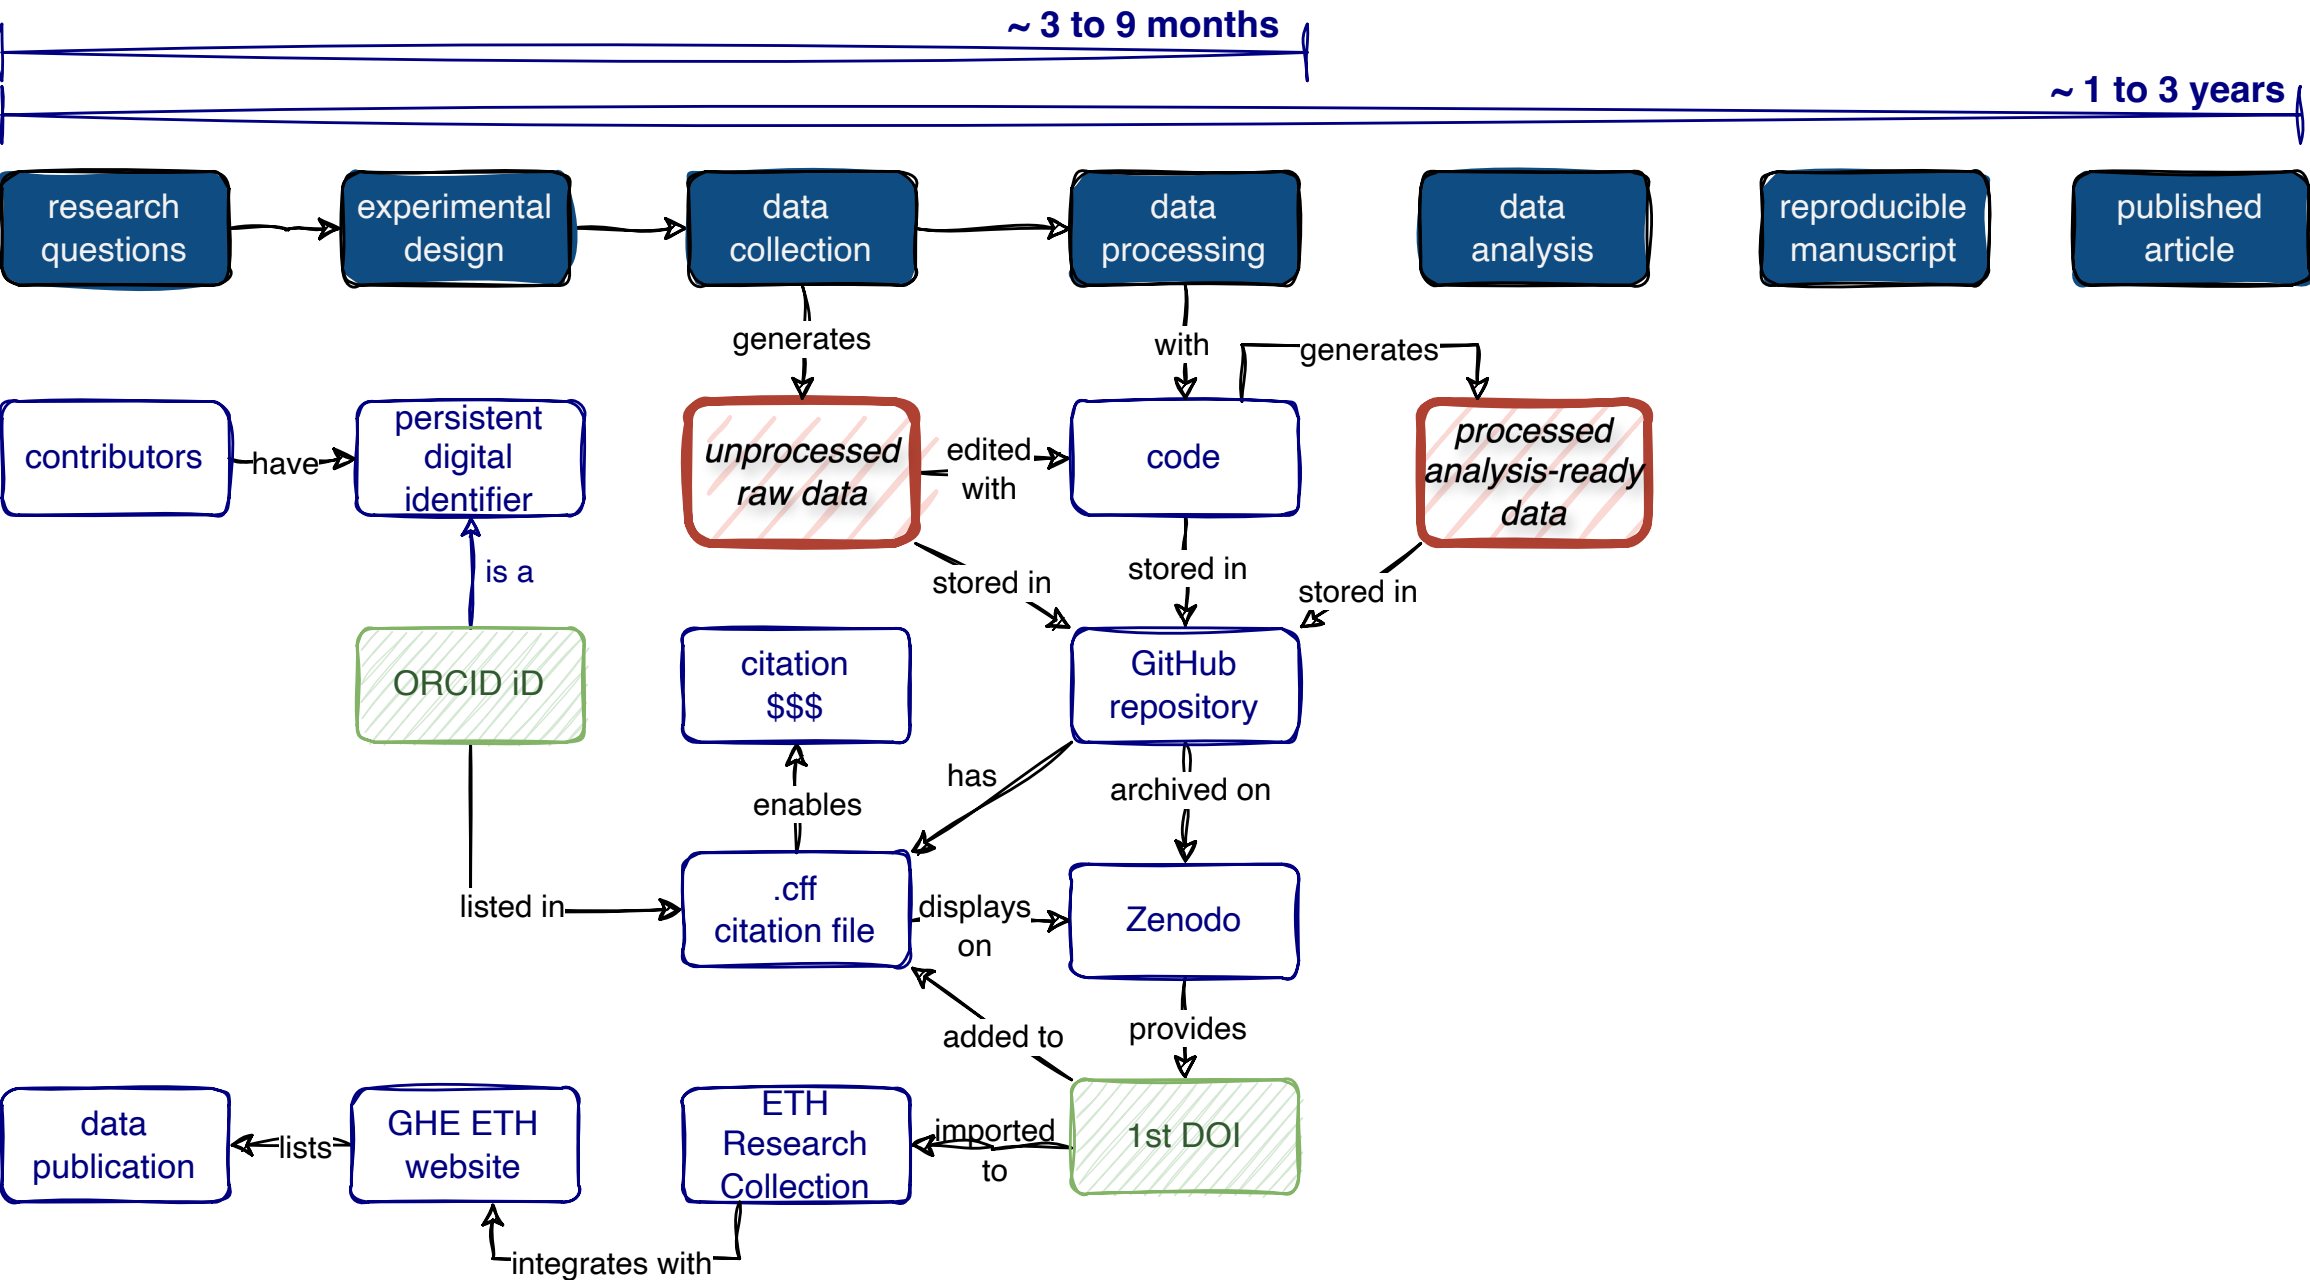 ~ 3 to 9 months
~ 1 to 3 years
research
questions
experimental
design
data
collection
data
processing
data
analysis
reproducible
manuscript
published
article
generates
with
generates
contributors
have
persistent
digital
identifier
unprocessed
raw data
edited
with
code
processed
analysis-ready
data
is a
stored in
stored in
stored in
ORCID iD
citation
$$$
GitHub
repository
has
archived on
enables
listed in
.cff
citation file
displays
on
Zenodo
added to
provides
data
publication
lists
GHE ETH
website
ETH
Research
Collection
imported
to
1st DOI
integrates with